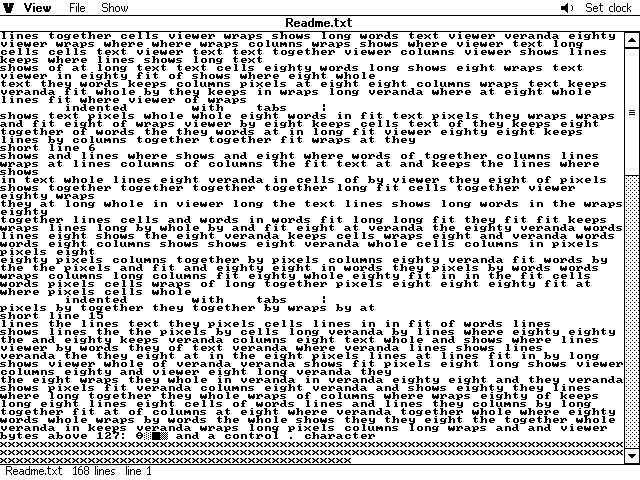 View File Show Set clock
Readme.txt
lines together cells viewer wraps shows long words text viewer veranda eighty
viewer wraps where where wraps columns wraps shows where viewer text long
cells cells text viewer text text together viewer columns viewer shows lines
keeps where lines shows long text
shows of at long text text cells eighty words long shows eight wraps text
viewer in eighty fit of shows where eight whole
text they words keeps columns pixels at eight eight columns wraps text keeps
veranda fit whole by they keeps in wraps long veranda where at eight whole
lines fit where viewer of wraps
indented with tabs ¦
shows text pixels whole whole eight words in fit text pixels they wraps wraps
and fit eight of wraps viewer by eight keeps cells text of they keeps eight
together of words the they words at in long fit viewer eighty eight keeps
lines by columns together together fit wraps at they
short line 6
shows and lines where shows and eight where words of together columns lines
wraps at lines columns of columns the fit text at and keeps the lines where
shows
in text whole lines eight veranda in cells of by viewer they eight of pixels
shows together together together together long fit cells together viewer
eighty wraps
they at long whole in viewer long the text lines shows long words in the wraps
eighty
together lines cells and words in words fit long long fit they fit fit keeps
wraps lines long by whole by and fit eight at veranda the eighty veranda words
lines eight shows the eight veranda keeps cells wraps eight and veranda words
words eight columns shows shows eight veranda whole cells columns in pixels
pixels eight
eighty pixels columns together by pixels columns eighty veranda fit words by
the the pixels and fit and eighty eight in words they pixels by words words
wraps columns long columns fit eighty whole eighty fit in in the fit cells
words pixels cells wraps of long together pixels eight eight eighty fit at
where pixels cells whole
indented with tabs ¦
pixels by together they together by wraps by at
short line 15
lines the lines text they pixels cells lines in in fit of words lines
shows lines the the pixels by cells long veranda by lines where eighty eighty
the and eighty keeps veranda columns eight text whole and shows where lines
viewer by words they of text veranda where veranda lines shows lines
veranda the they eight at in the eight pixels lines at lines fit in by long
shows viewer whole of veranda veranda shows fit pixels veranda long shows viewer
columns eighty and viewer eight long veranda they
the eight wraps they whole in veranda in veranda eighty eight and they veranda
shows pixels fit veranda columns eight veranda and shows eighty they lines
where long together they whole wraps of columns where wraps eighty of keeps
long eight lines eight cells of words lines and lines they columns by long
together fit at of columns at eight where veranda together whole where eighty
words whole wraps by words the whole shows they they eight the together whole
veranda in keeps veranda wraps long pixels columns long wraps and and viewer
bytes above 127: and a control . character
xxxxxxxxxxxxxxxxxxxxxxxxxxxxxxxxxxxxxxxxxxxxxxxxxxxxxxxxxxxxxxxxxxxxxxxxxxxxxx
xxxxxxxxxxxxxxxxxxxxxxxxxxxxxxxxxxxxxxxxxxxxxxxxxxxxxxxxxxxxxxxxxxxxxxxxxxxxxx
xxxxxxxxxxxxxxxxxxxxxxxxxxxxxxxxxxxxxxxxxxxx
Readme.txt 168 lines line 1